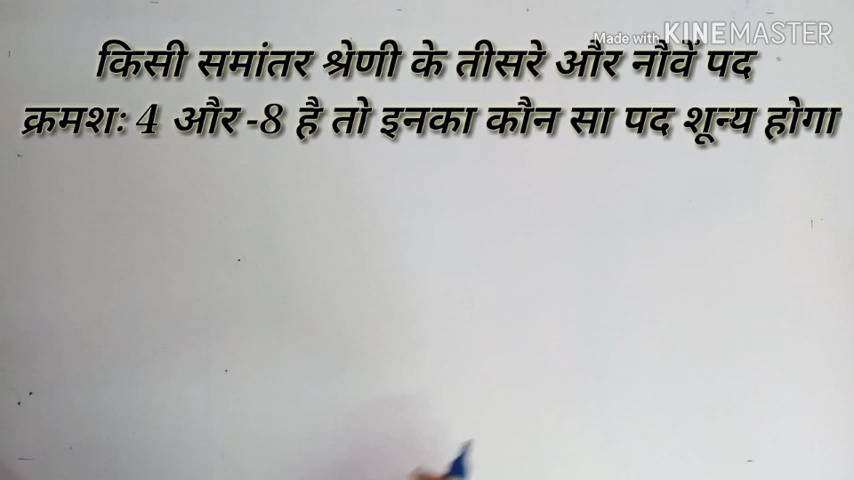 Made with KINEMASTER
किसी समांतर श्रेणी के तीसरे और नौवें पद
क्रमशः 4 और -8 है तो इनका कौन सा पद शून्य होगा